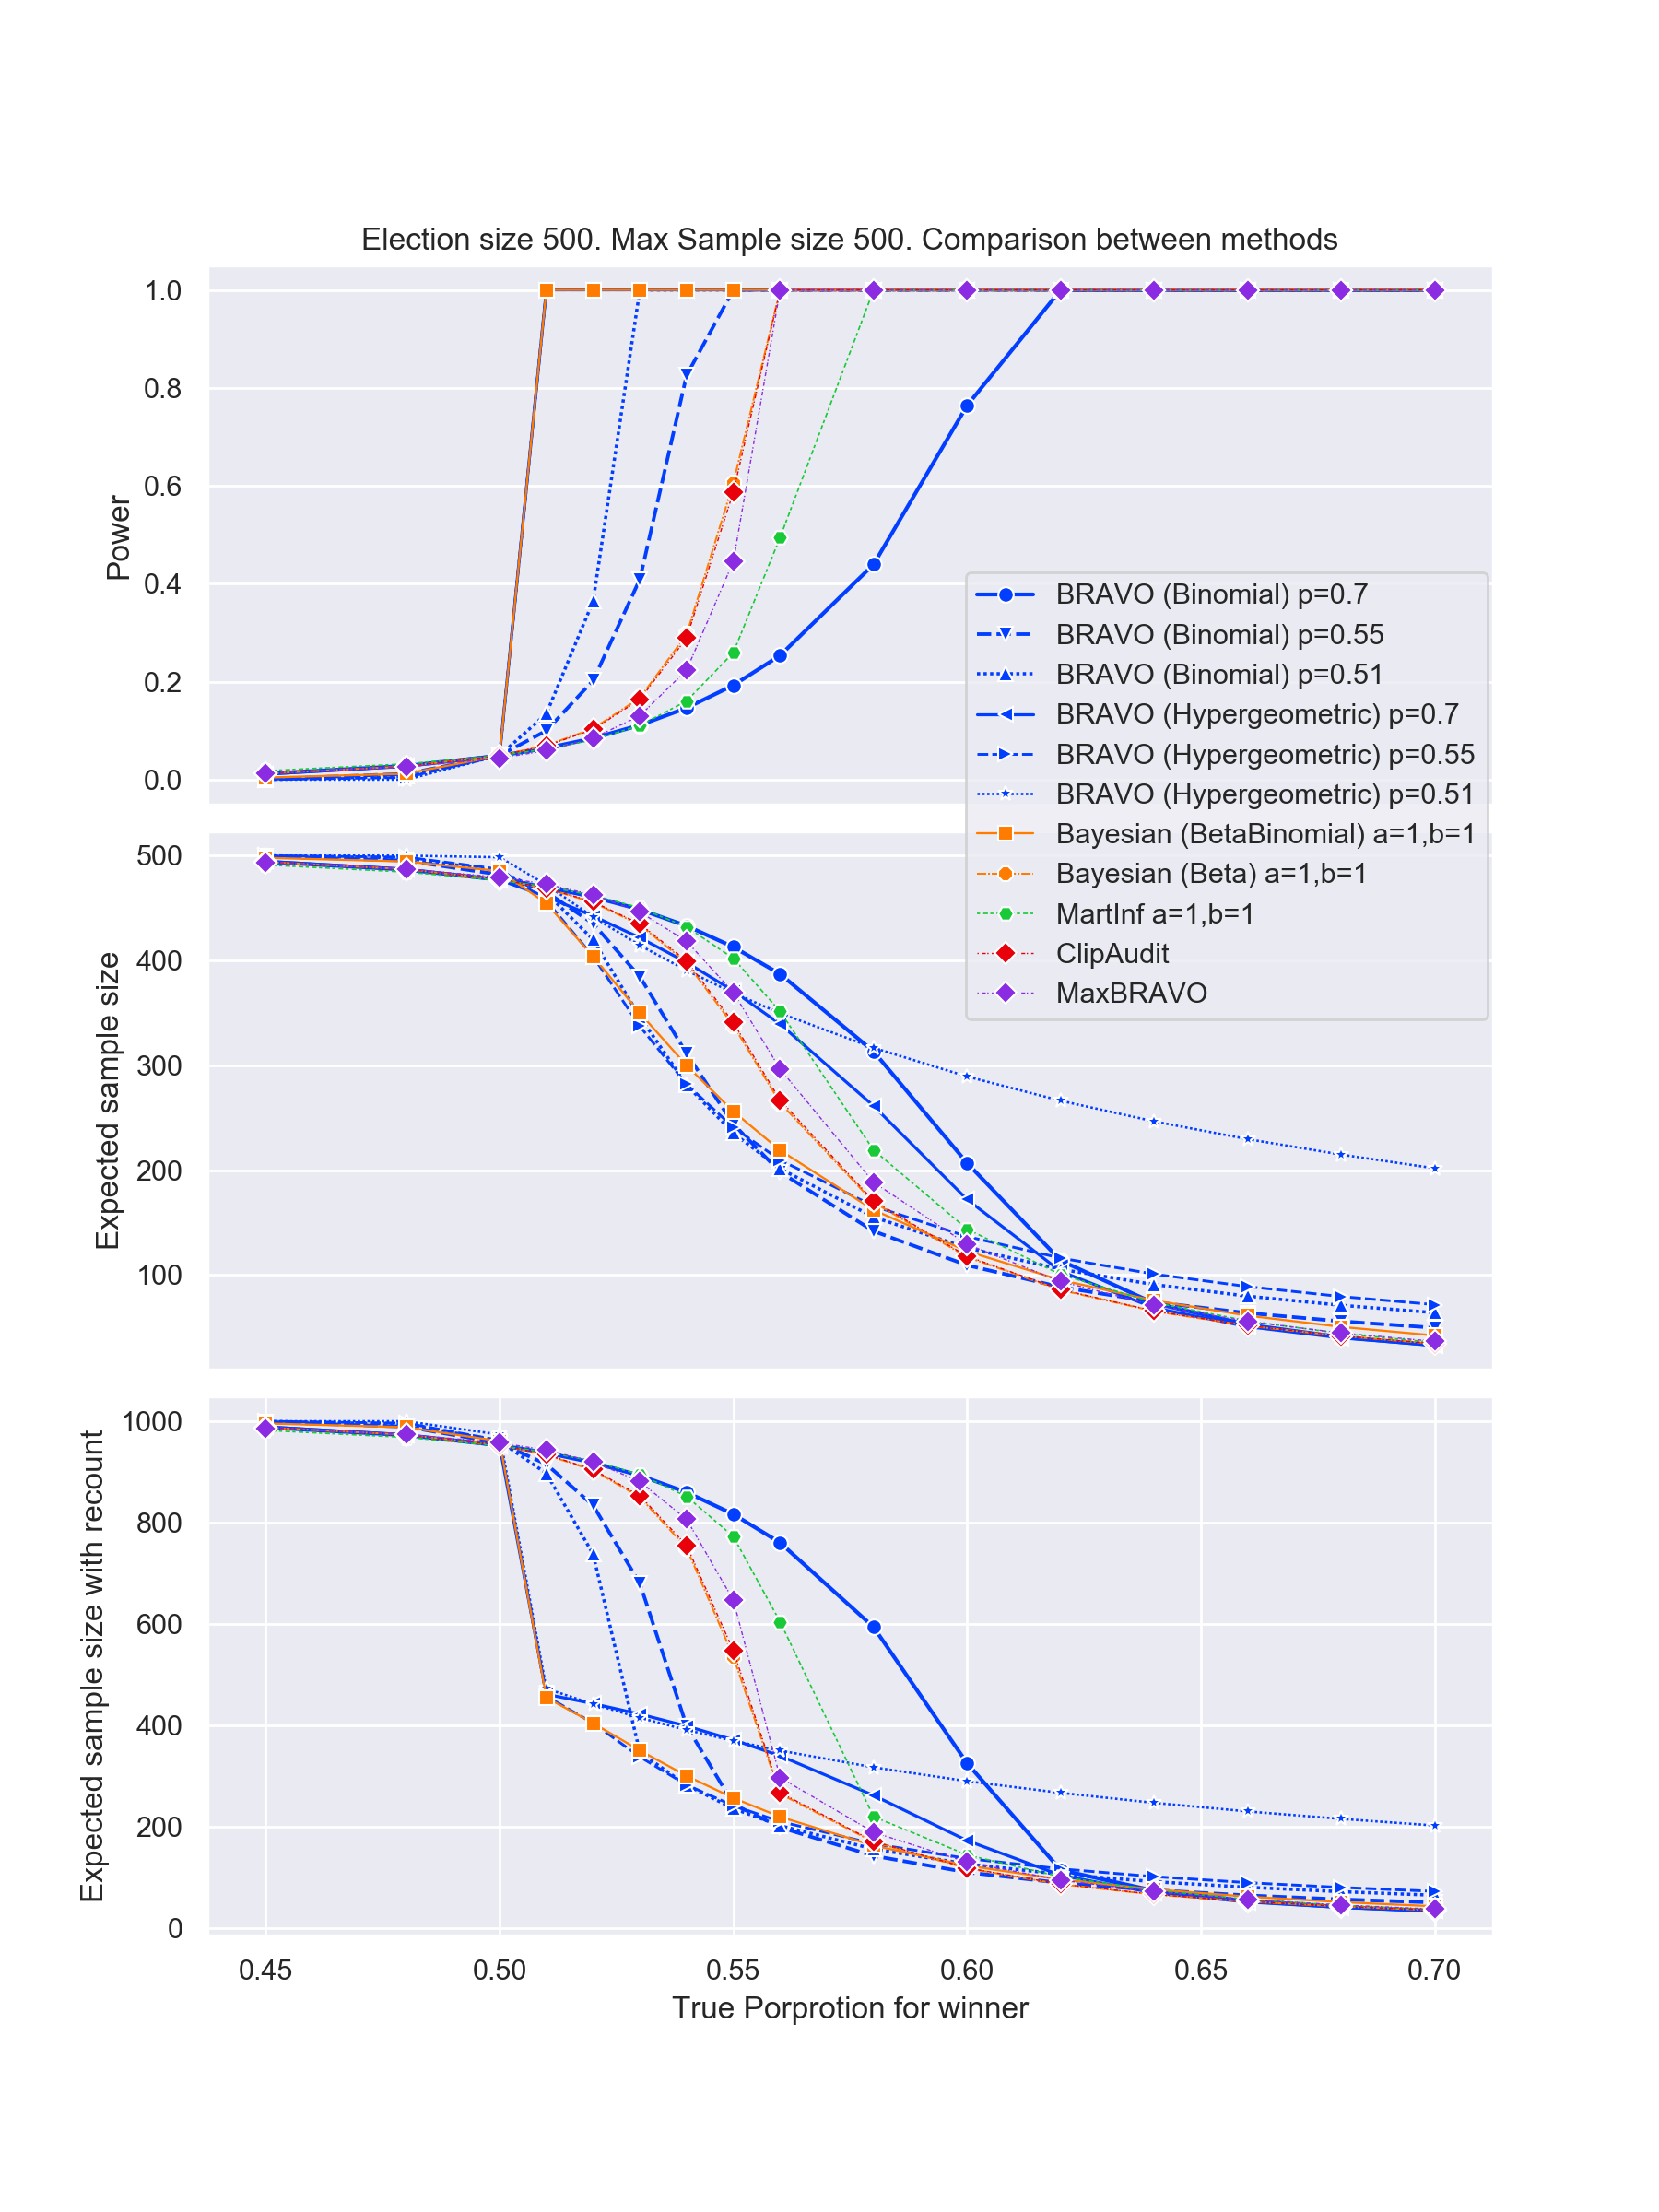 Election size 500. Max Sample size 500. Comparison between methods
1.0
0.8
0.6
0.4
0.2
0.0
Power
BRAVO (Binomial) p=0.7
BRAVO (Binomial) p=0.55
BRAVO (Binomial) p=0.51
BRAVO (Hypergeometric) p=0.7
BRAVO (Hypergeometric) p=0.55
BRAVO (Hypergeometric) p=0.51
Bayesian (BetaBinomial) a=1,b=1
Bayesian (Beta) a=1,b=1
MartInf a=1,b=1
ClipAudit
MaxBRAVO
500
400
300
200
100
Expected sample size
1000
800
600
400
200
0
Expected sample size with recount
0.45 0.50 0.55 0.60 0.65 0.70
True Porprotion for winner